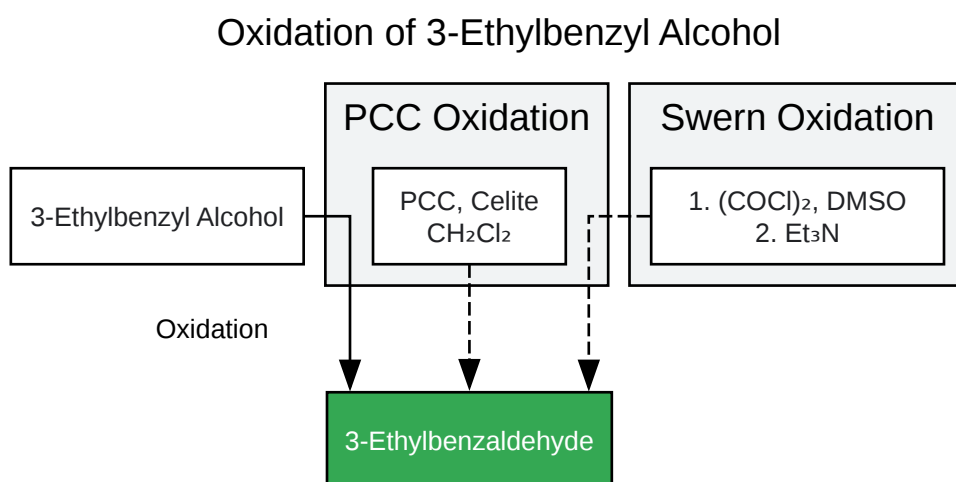 Oxidation of 3-Ethylbenzyl Alcohol
PCC Oxidation
Swern Oxidation
3-Ethylbenzyl Alcohol
PCC, Celite
CH₂Cl₂
1. (COCl)₂, DMSO
2. Et₃N
Oxidation
3-Ethylbenzaldehyde